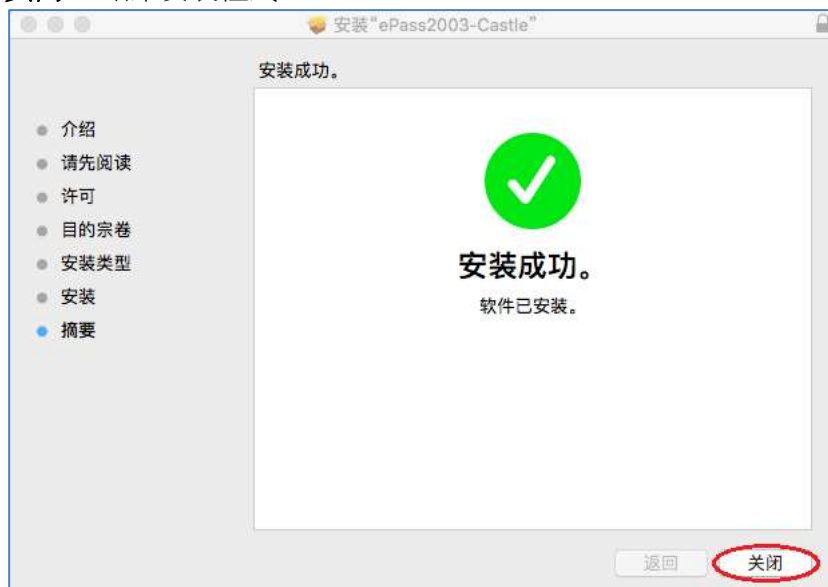 安装“ePass2003-Castle”
安装成功。
介绍
请先阅读
许可
目的宗卷
安装类型
安装
摘要
安装成功。
软件已安装。
返回
关闭